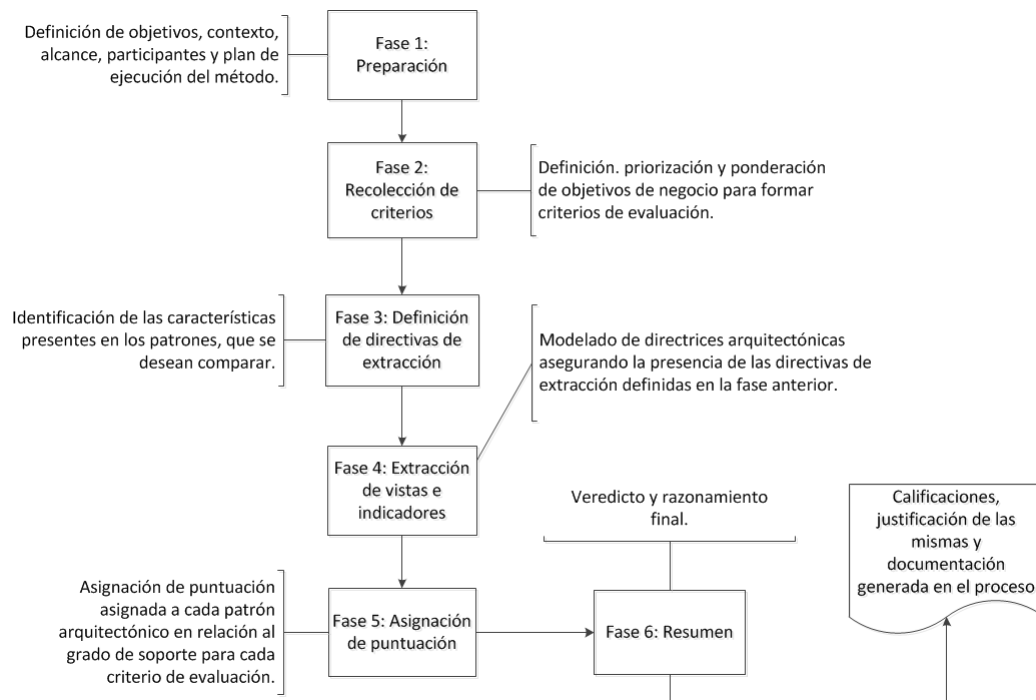 Definición de objetivos, contexto,
alcance, participantes y plan de
ejecución del método.
Fase 1:
Preparación
Fase 2:
Recolección de
criterios
Definición. priorización y ponderación
de objetivos de negocio para formar
criterios de evaluación.
Identificación de las características
presentes en los patrones, que se
desean comparar.
Fase 3: Definición
de directivas de
extracción
Modelado de directrices arquitectónicas
asegurando la presencia de las directivas de
extracción definidas en la fase anterior.
Fase 4: Extracción
de vistas e
indicadores
Veredicto y razonamiento
final.
Calificaciones,
justificación de las
mismas y
documentación
generada en el proceso
Asignación de puntuación
asignada a cada patrón
arquitectónico en relación al
grado de soporte para cada
criterio de evaluación.
Fase 5: Asignación
de puntuación
Fase 6: Resumen